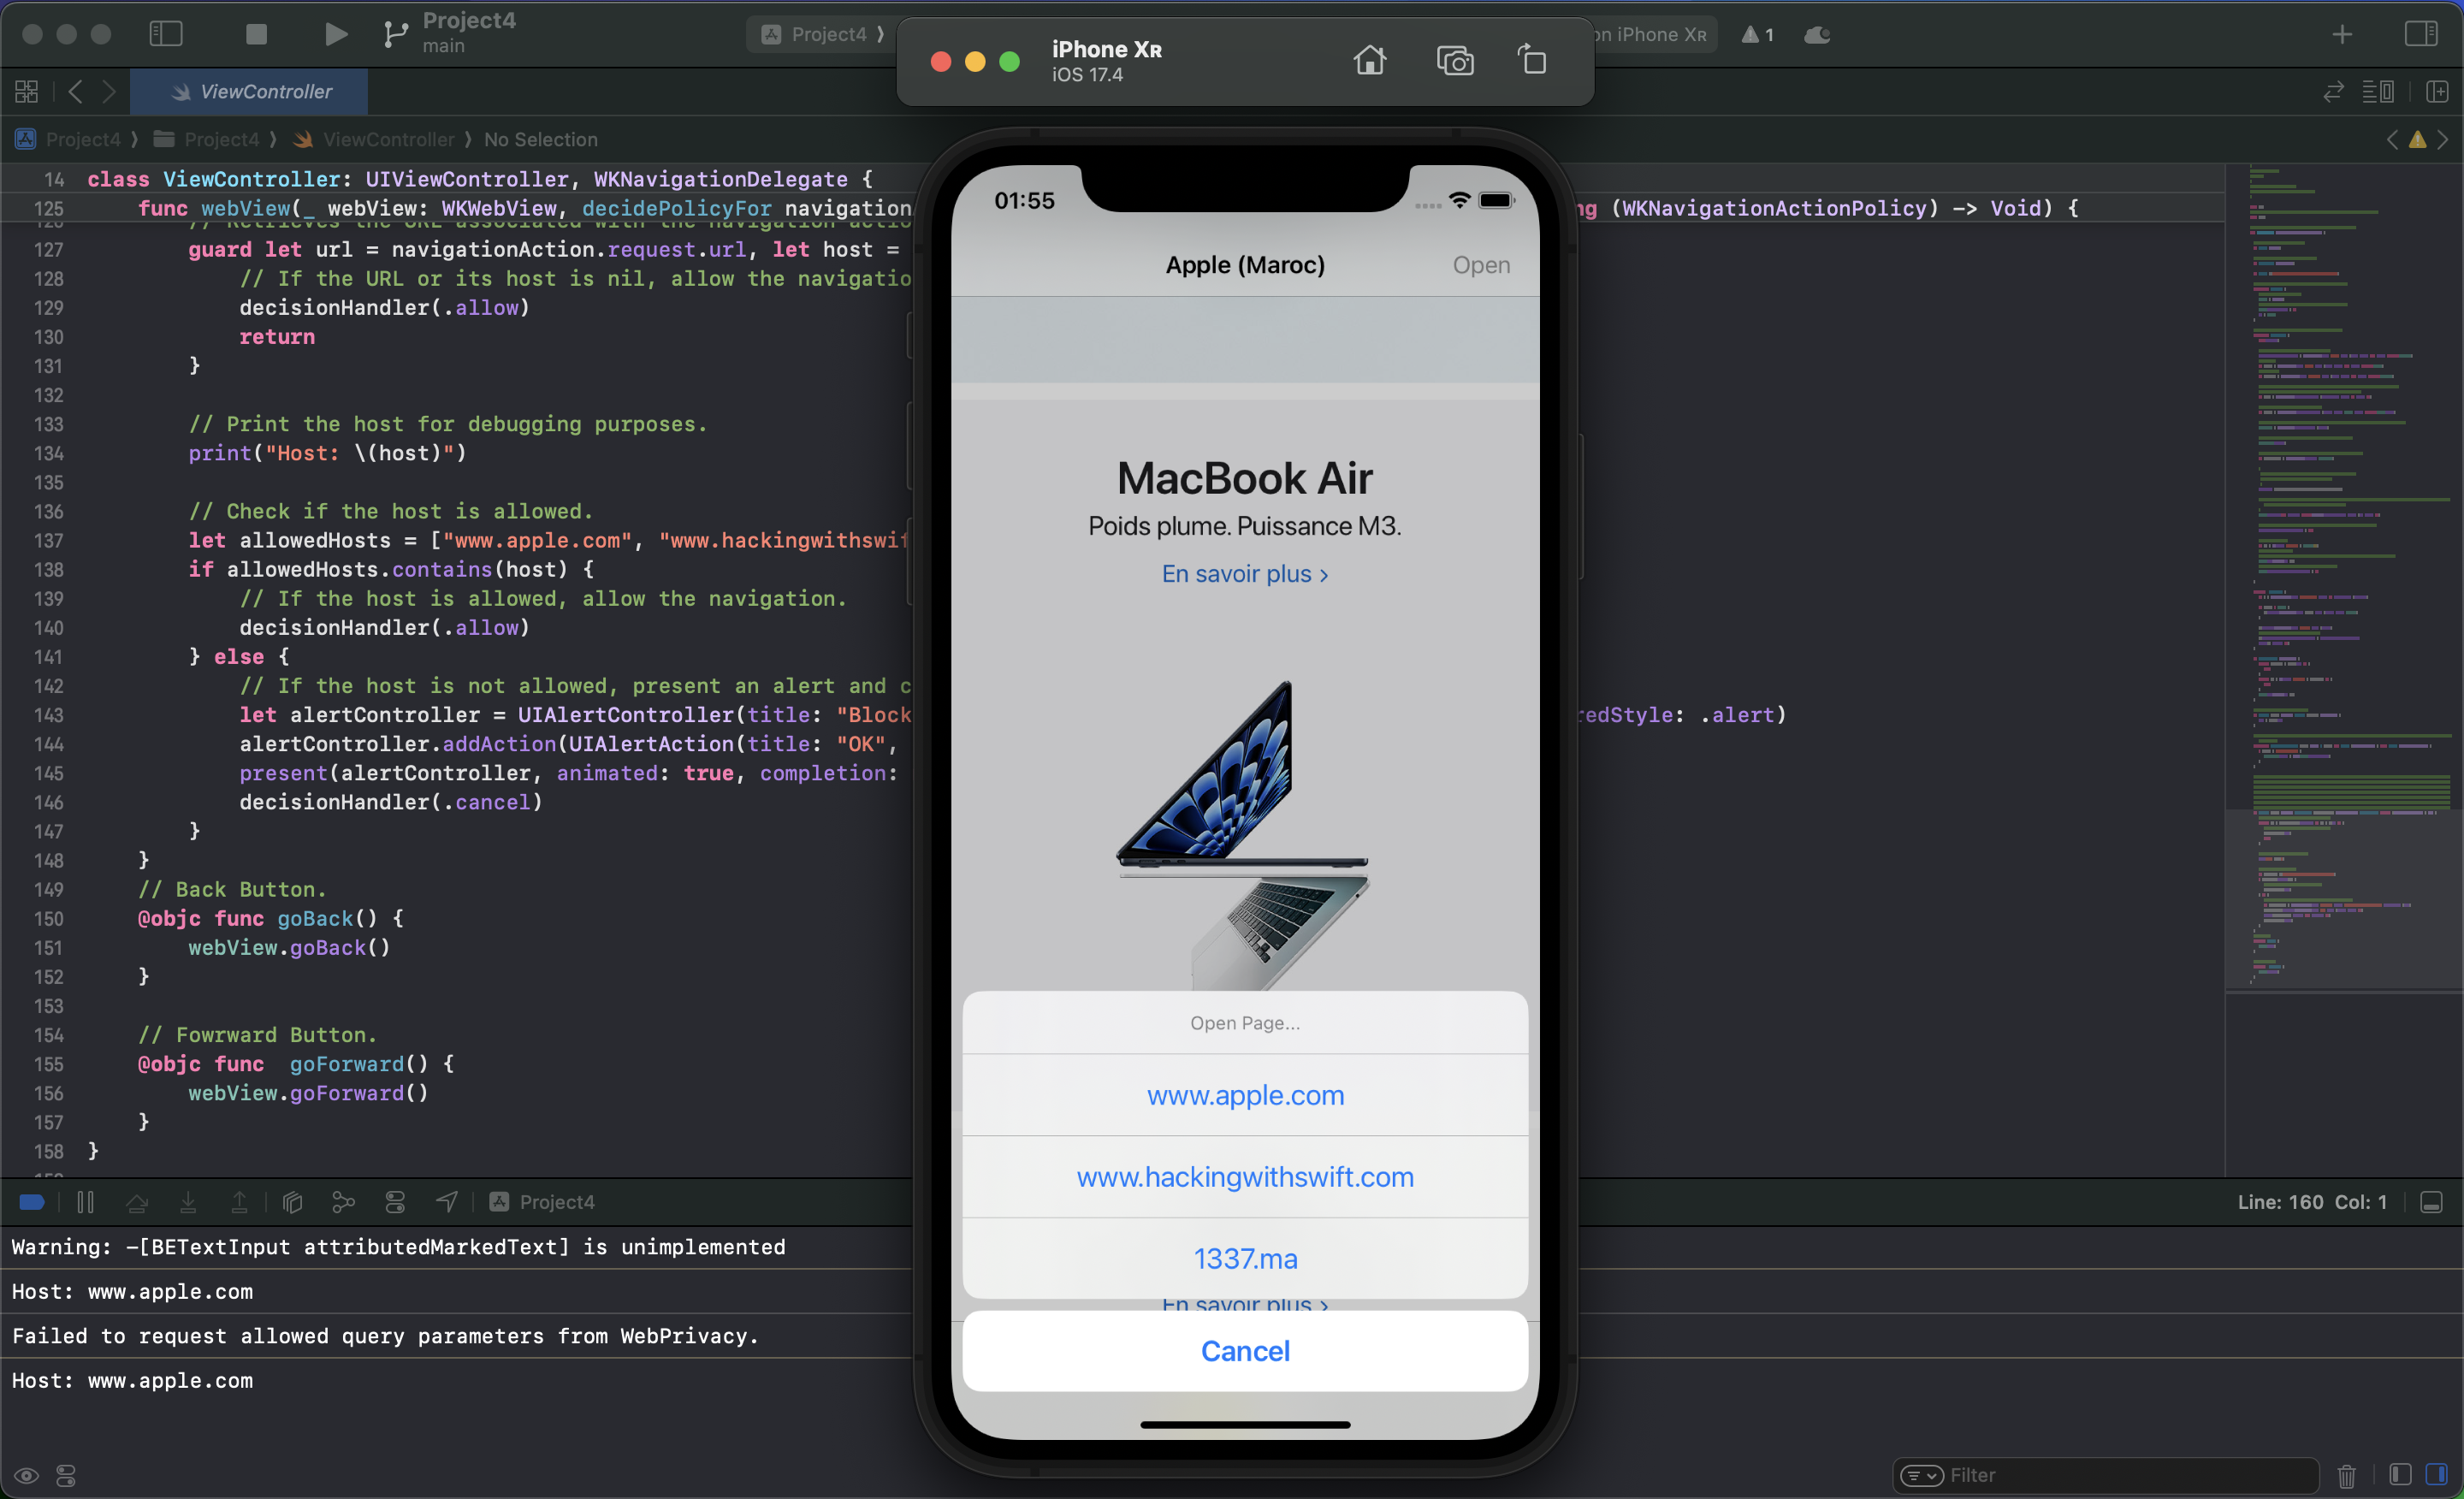 Project4
main
Project4 ⟩
on iPhone XR
1
iPhone XR
iOS 17.4
ViewController
Project4 ⟩ Project4 ⟩ ViewController ⟩ No Selection
14 class ViewController: UIViewController, WKNavigationDelegate {
125 func webView(_ webView: WKWebView, decidePolicyFor navigation
ng (WKNavigationActionPolicy) -> Void) {
126 // Retrieves the URL associated with the navigation actio
127 guard let url = navigationAction.request.url, let host =
128 // If the URL or its host is nil, allow the navigatio
129 decisionHandler(.allow)
130 return
131 }
132
133 // Print the host for debugging purposes.
134 print("Host: \(host)")
135
136 // Check if the host is allowed.
137 let allowedHosts = ["www.apple.com", "www.hackingwithswif
138 if allowedHosts.contains(host) {
139 // If the host is allowed, allow the navigation.
140 decisionHandler(.allow)
141 } else {
142 // If the host is not allowed, present an alert and c
143 let alertController = UIAlertController(title: "Block
redStyle: .alert)
144 alertController.addAction(UIAlertAction(title: "OK",
145 present(alertController, animated: true, completion:
146 decisionHandler(.cancel)
147 }
148 }
149 // Back Button.
150 @objc func goBack() {
151 webView.goBack()
152 }
153
154 // Fowrward Button.
155 @objc func  goForward() {
156 webView.goForward()
157 }
158 }
01:55
Apple (Maroc)
Open
MacBook Air
Poids plume. Puissance M3.
En savoir plus ›
Open Page...
www.apple.com
www.hackingwithswift.com
1337.ma
En savoir plus ›
Cancel
Project4
Line: 160 Col: 1
Warning: -[BETextInput attributedMarkedText] is unimplemented
Host: www.apple.com
Failed to request allowed query parameters from WebPrivacy.
Host: www.apple.com
Filter